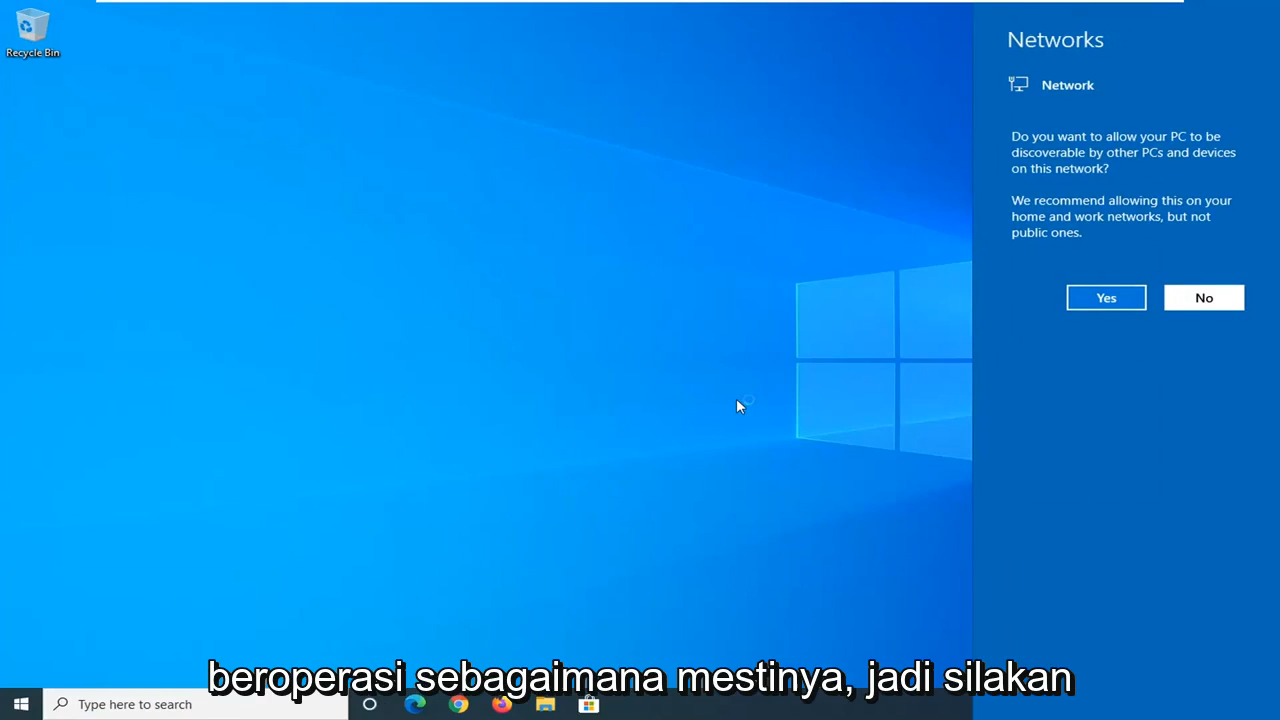 Recycle Bin
Networks
Network
Do you want to allow your PC to be
discoverable by other PCs and devices
on this network?
We recommend allowing this on your
home and work networks, but not
public ones.
Yes
No
beroperasi sebagaimana mestinya, jadi silakan
Type here to search